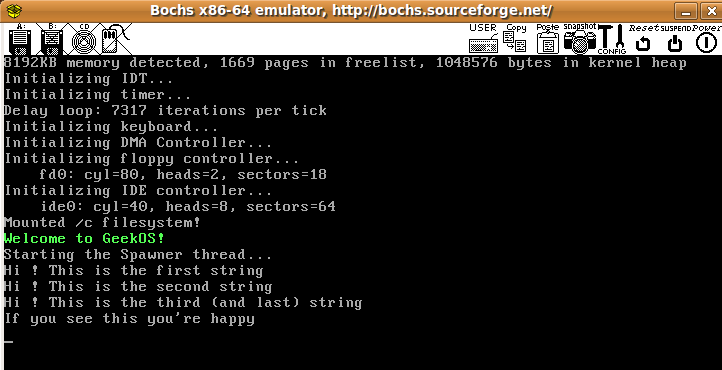 Bochs x86-64 emulator, http://bochs.sourceforge.net/
A: B: CD USER Copy Paste snapshot CONFIG Reset SUSPEND Power
8192KB memory detected, 1669 pages in freelist, 1048576 bytes in kernel heap
Initializing IDT...
Initializing timer...
Delay loop: 7317 iterations per tick
Initializing keyboard...
Initializing DMA Controller...
Initializing floppy controller...
fd0: cyl=80, heads=2, sectors=18
Initializing IDE controller...
ide0: cyl=40, heads=8, sectors=64
Mounted /c filesystem!
Welcome to GeekOS!
Starting the Spawner thread...
Hi ! This is the first string
Hi ! This is the second string
Hi ! This is the third (and last) string
If you see this you're happy
_